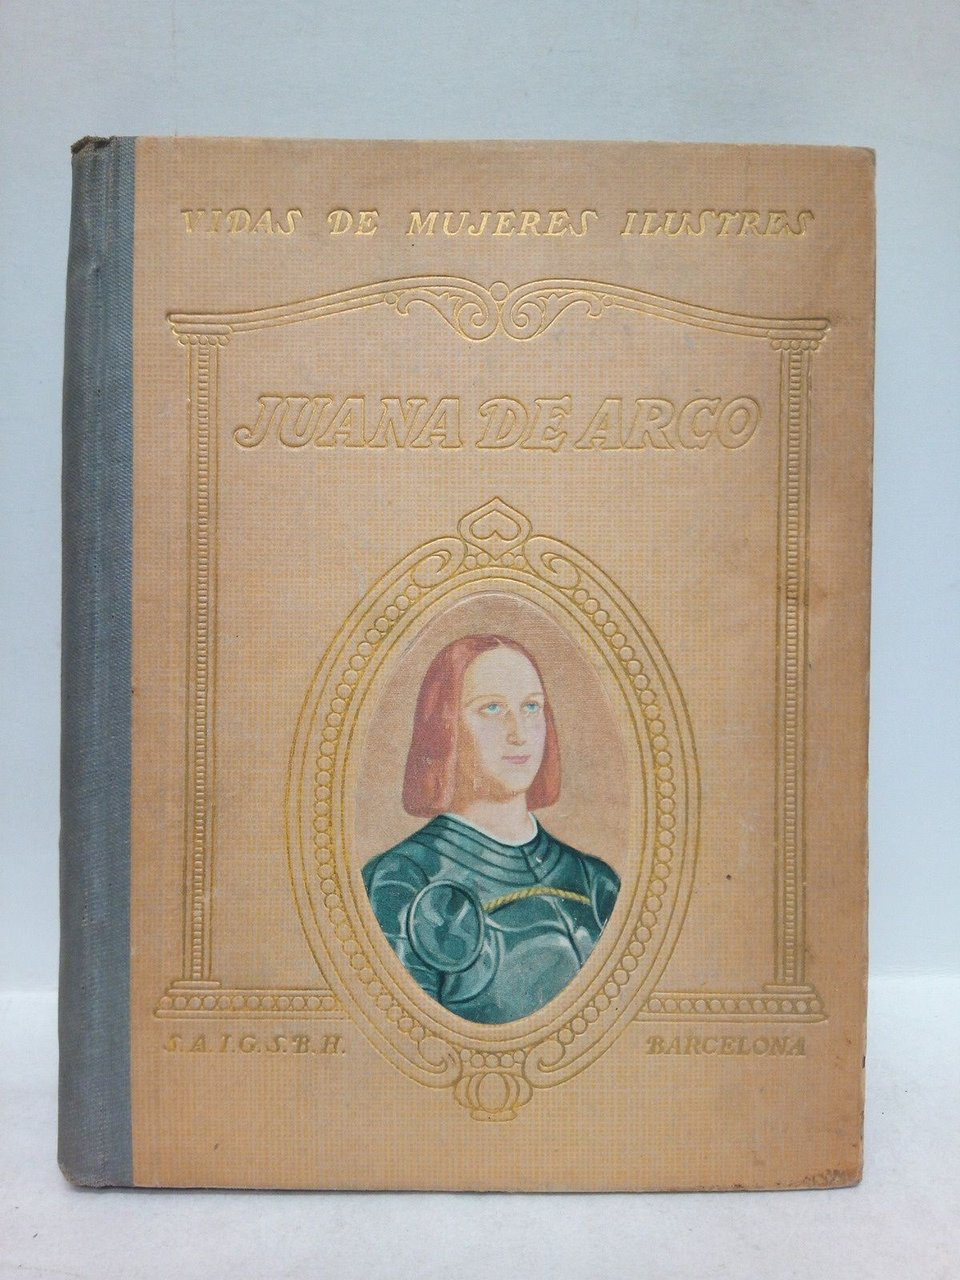 VIDAS DE MUJERES ILUSTRES
JUANA DE ARCO
S.A.I.G.S.B.H. BARCELONA